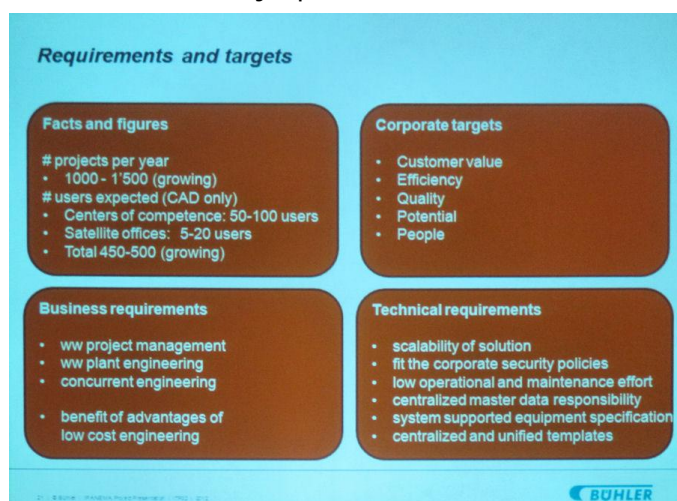 Requirements and targets
Facts and figures
# projects per year
• 1000 - 1'500 (growing)
# users expected (CAD only)
• Centers of competence: 50-100 users
• Satellite offices: 5-20 users
• Total 450-500 (growing)
Corporate targets
• Customer value
• Efficiency
• Quality
• Potential
• People
Business requirements
• ww project management
• ww plant engineering
• concurrent engineering
• benefit of advantages of
low cost engineering
Technical requirements
• scalability of solution
• fit the corporate security policies
• low operational and maintenance effort
• centralized master data responsibility
• system supported equipment specification
• centralized and unified templates
BÜHLER